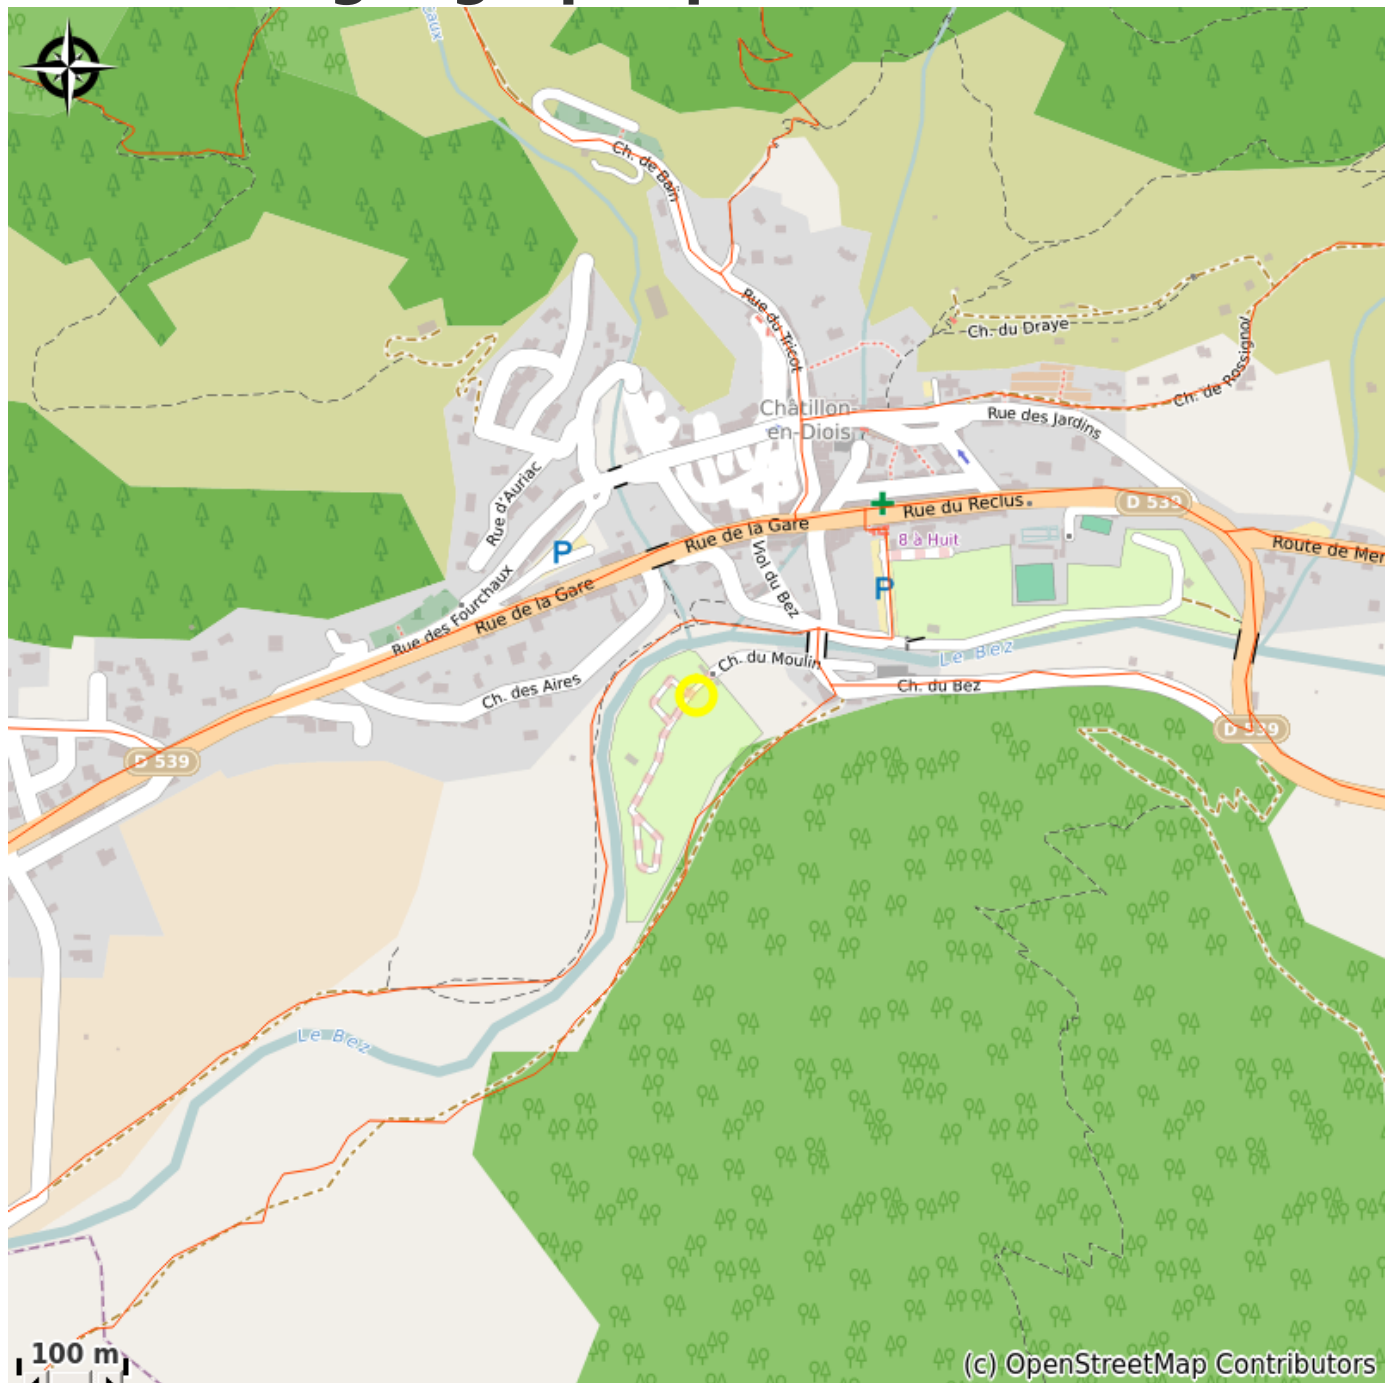 Ch. de Baïn
Rue du Tricot
Ch. du Draye
Ch. de Rossignol
Châtillon-
en-Diois
Rue des Jardins
Rue d'Auriac
D 539
Rue du Reclus
Rue de la Gare
8 à Huit
Route de Mer
P
Viol du Bez
P
Rue des Fourchaux
Rue de la Gare
Le Bez
Ch. du Moulin
Ch. des Aires
Ch. du Bez
D 539
D 539
Le Bez
100 m
(c) OpenStreetMap Contributors